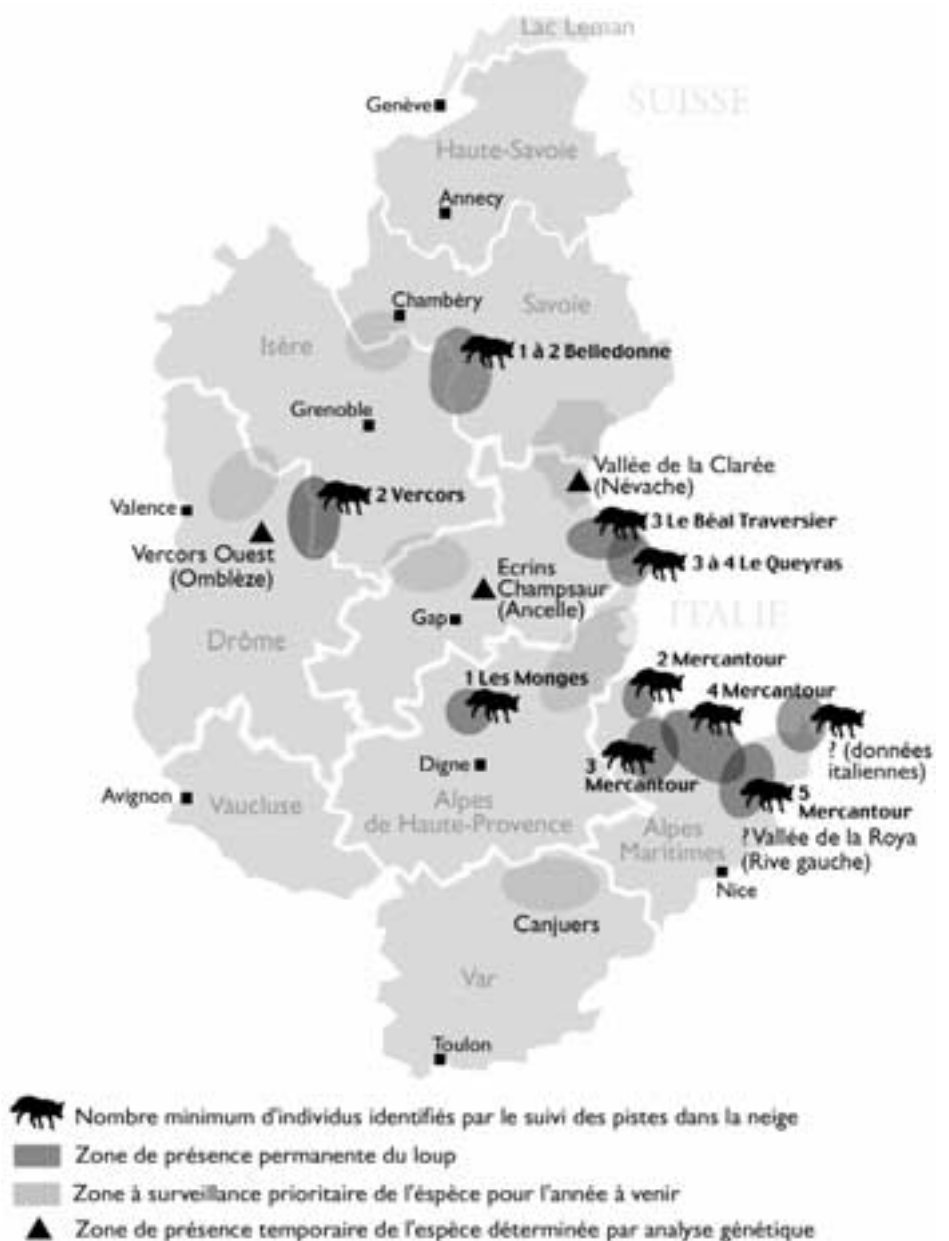 Lac Leman
SUISSE
Genève
Haute-Savoie
Annecy
Chambéry
Savoie
Isère
1 à 2 Belledonne
Grenoble
Vallée de la Clarée
(Névache)
Valence
2 Vercors
3 Le Béal Traversier
Vercors Ouest
(Omblèze)
3 à 4 Le Queyras
Ecrins
Champsaur
(Ancelle)
Gap
ITALIE
Drôme
2 Mercantour
1 Les Monges
4 Mercantour
? (données
italiennes)
Digne
3
Mercantour
Avignon
Vaucluse
Alpes
de Haute-Provence
5
Mercantour
Alpes
Maritimes
? Vallée de la Roya
(Rive gauche)
Nice
Canjuers
Var
Toulon
Nombre minimum d'individus identifiés par le suivi des pistes dans la neige
Zone de présence permanente du loup
Zone à surveillance prioritaire de l'éspèce pour l'année à venir
Zone de présence temporaire de l'espèce déterminée par analyse génétique